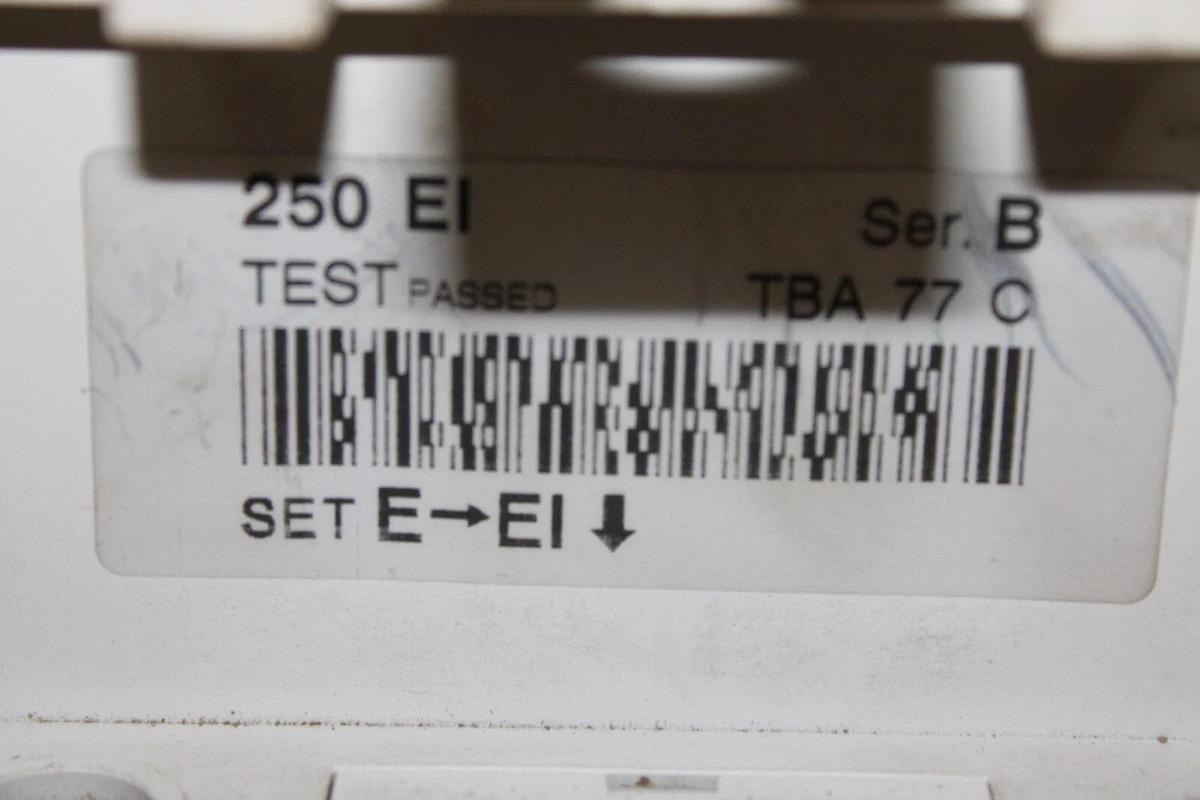 250 EI
Ser. B
TEST PASSED
TBA 77 C
SET E→EI ⬇